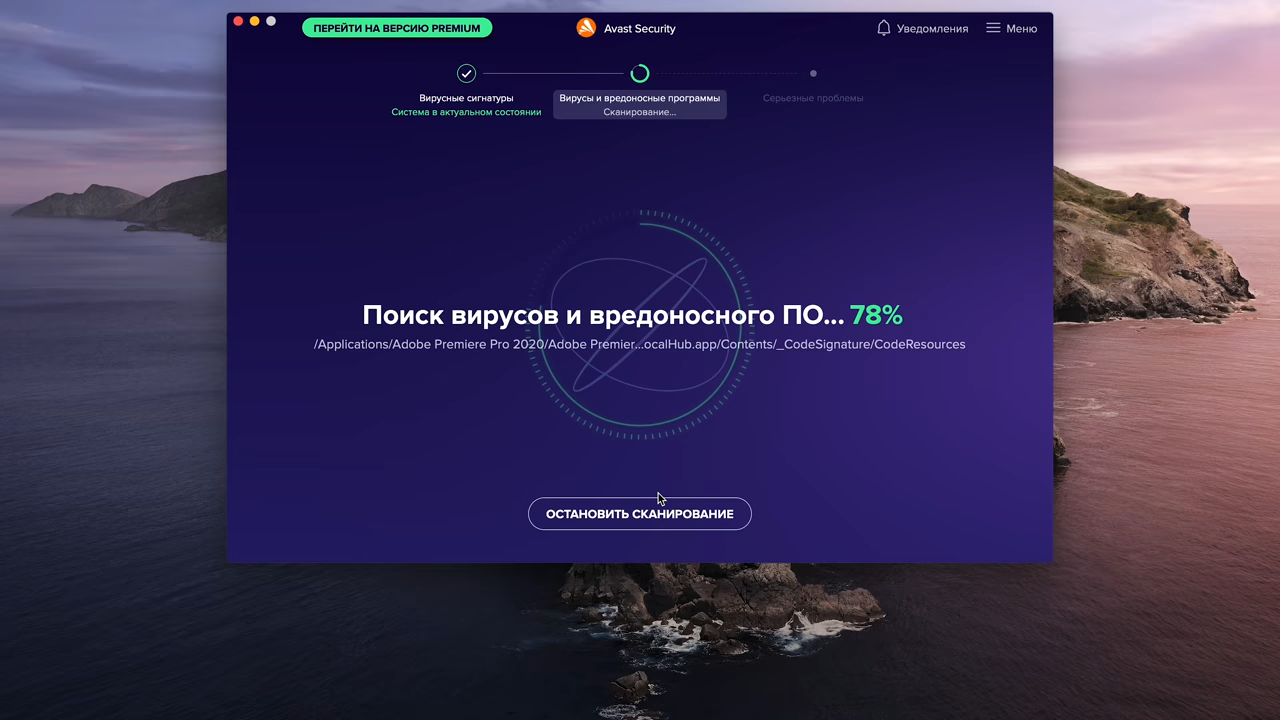 ПЕРЕЙТИ НА ВЕРСИЮ PREMIUM
Avast Security
Уведомления
Меню
Вирусные сигнатуры
Система в актуальном состоянии
Вирусы и вредоносные программы
Сканирование...
Серьезные проблемы
Поиск вирусов и вредоносного ПО... 78%
/Applications/Adobe Premiere Pro 2020/Adobe Premier...ocalHub.app/Contents/_CodeSignature/CodeResources
ОСТАНОВИТЬ СКАНИРОВАНИЕ